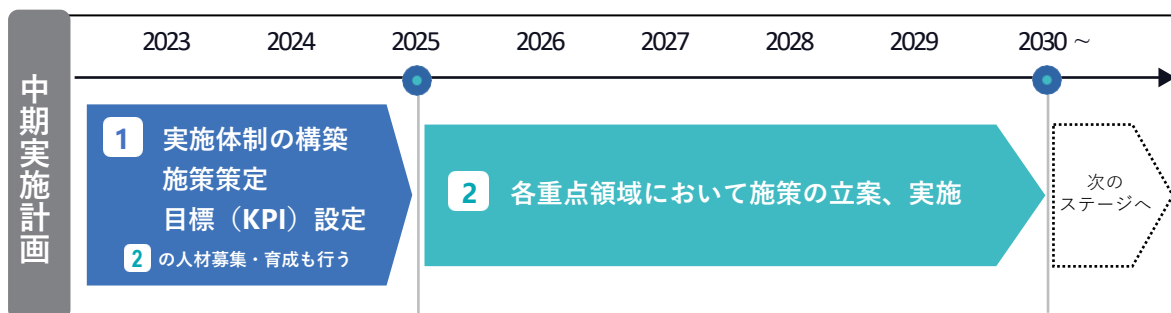 中期実施計画
2023 2024 2025 2026 2027 2028 2029 2030 ～
1 実施体制の構築
施策策定
目標（KPI）設定
2 の人材募集・育成も行う
2 各重点領域において施策の立案、実施
次の
ステージへ